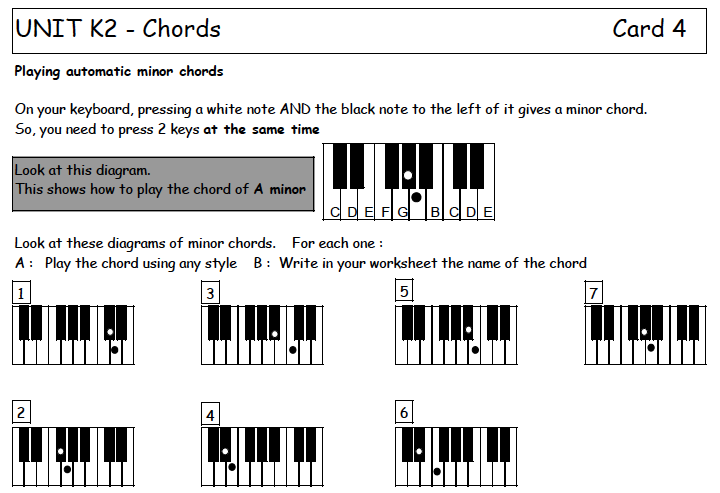 UNIT K2 - Chords Card 4
Playing automatic minor chords
On your keyboard, pressing a white note AND the black note to the left of it gives a minor chord.
So, you need to press 2 keys at the same time
Look at this diagram.
This shows how to play the chord of A minor
C D E F G B C D E
Look at these diagrams of minor chords. For each one :
A : Play the chord using any style B : Write in your worksheet the name of the chord
1 3 5 7
2 4 6